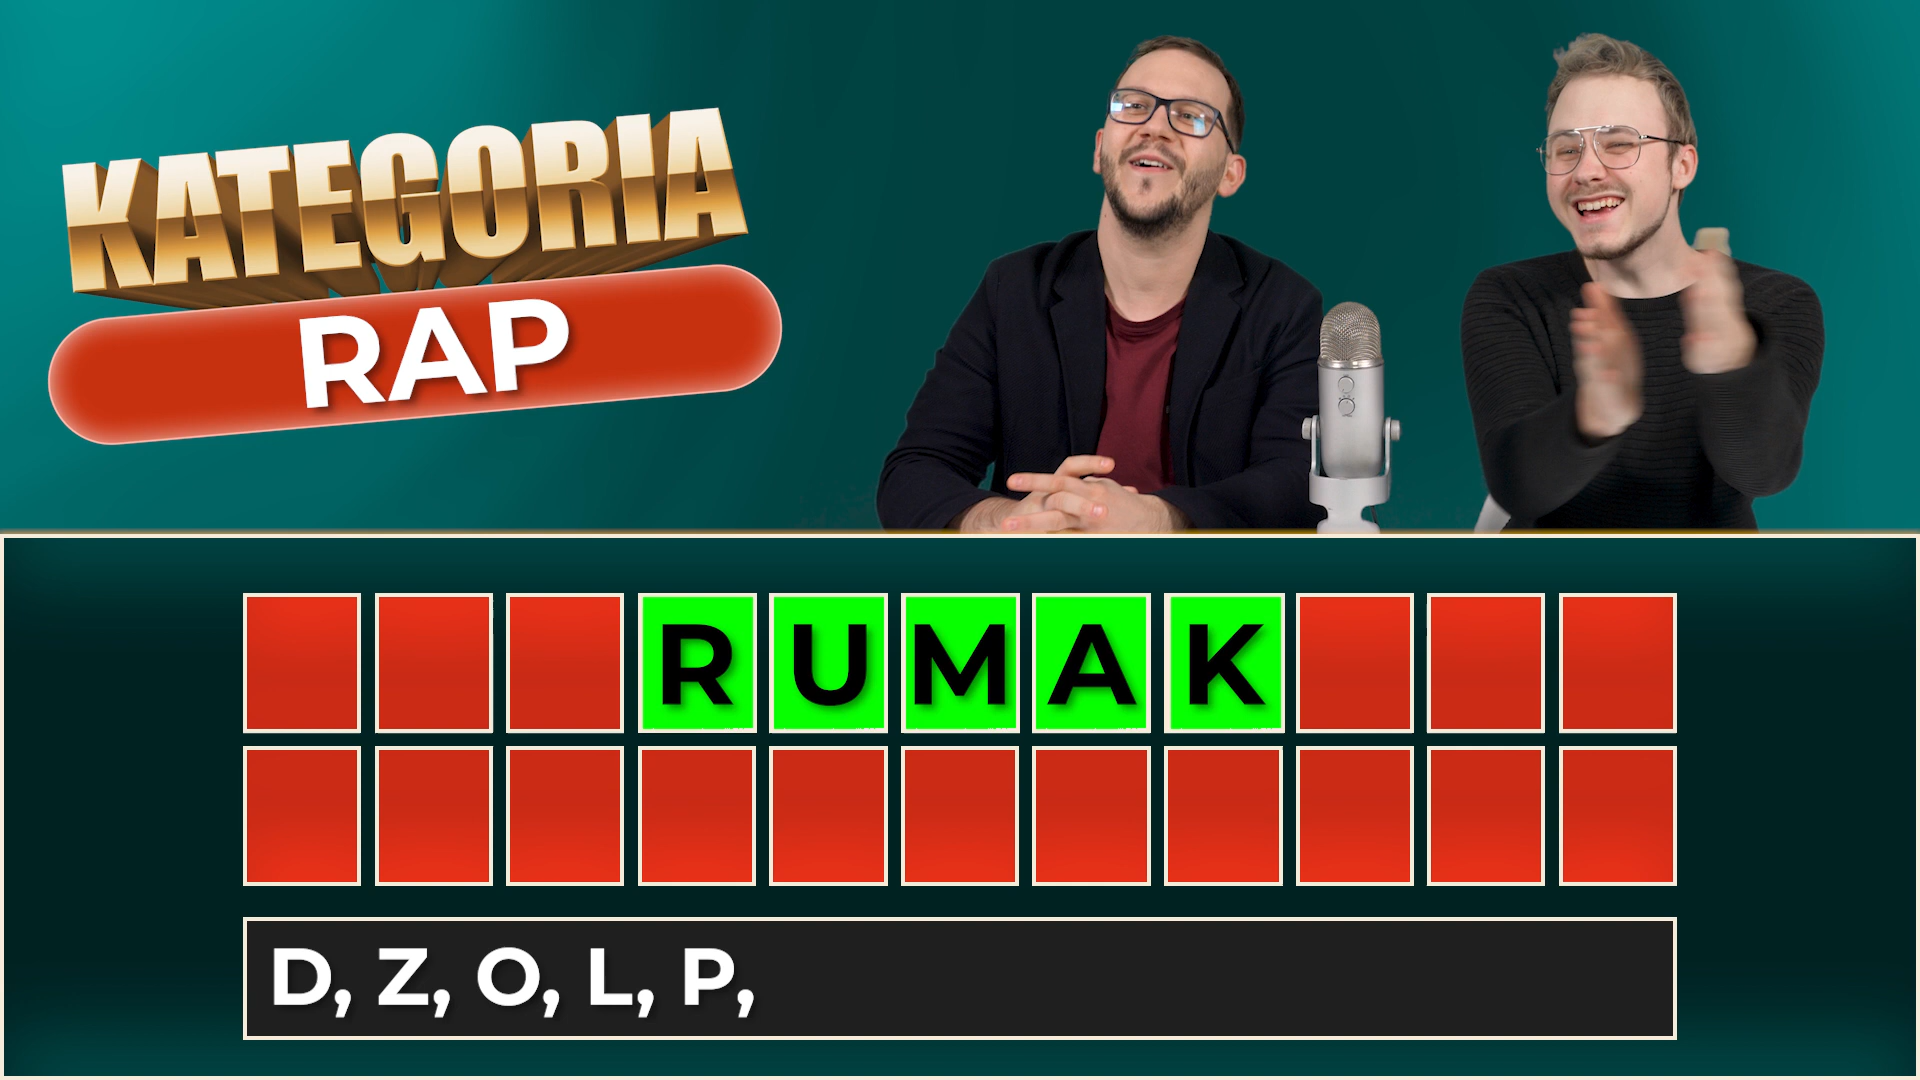 KATEGORIA
RAP
RUMAK
D, Z, O, L, P,